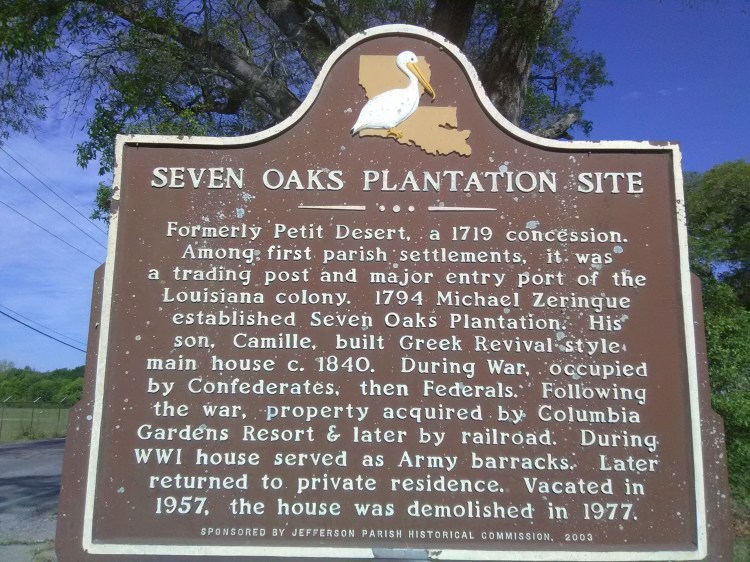 SEVEN OAKS PLANTATION SITE
Formerly Petit Desert, a 1719 concession.
Among first parish settlements, it was
a trading post and major entry port of the
Louisiana colony. 1794 Michael Zeringue
established Seven Oaks Plantation. His
son, Camille, built Greek Revival style
main house c. 1840. During War, occupied
by Confederates, then Federals. Following
the war, property acquired by Columbia
Gardens Resort & later by railroad. During
WWI house served as Army barracks. Later
returned to private residence. Vacated in
1957, the house was demolished in 1977.
SPONSORED BY JEFFERSON PARISH HISTORICAL COMMISSION, 2003